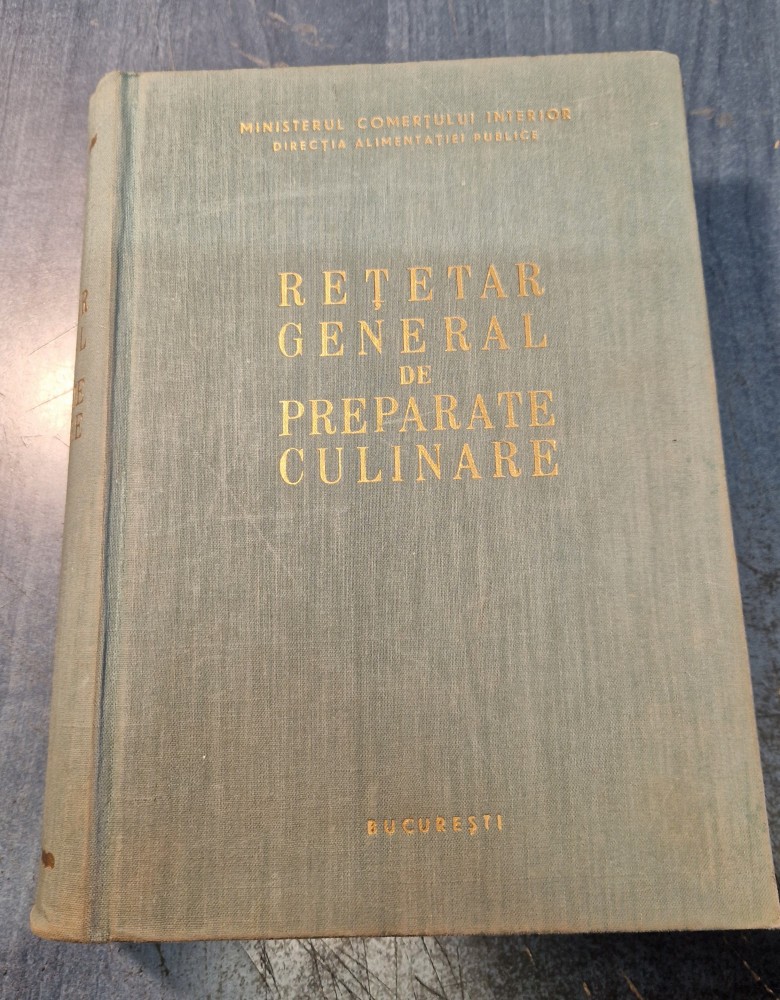 MINISTERUL COMERȚULUI INTERIOR
DIRECȚIA ALIMENTAȚIEI PUBLICE
REȚETAR
GENERAL
DE
PREPARATE
CULINARE
BUCUREȘTI
R
L
E
E